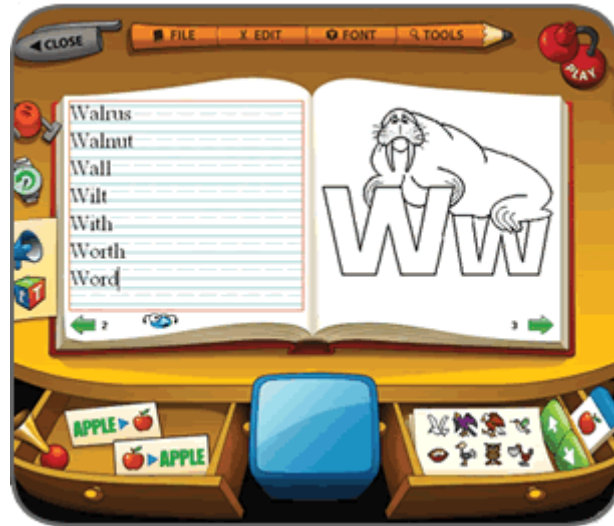 CLOSE
FILE
X EDIT
FONT
TOOLS
PLAY
Walrus
Walnut
Wall
Wilt
With
Worth
Word
Ww
2
3
APPLE
APPLE
T